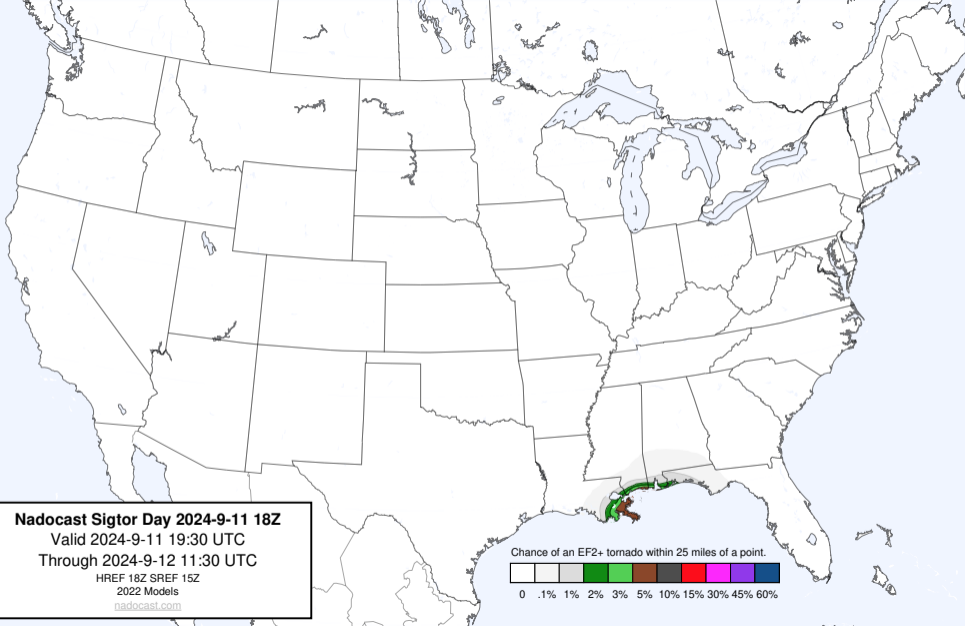 Nadocast Sigtor Day 2024-9-11 18Z
Valid 2024-9-11 19:30 UTC
Through 2024-9-12 11:30 UTC
HREF 18Z SREF 15Z
2022 Models
nadocast.com
Chance of an EF2+ tornado within 25 miles of a point.
0 .1% 1% 2% 3% 5% 10% 15% 30% 45% 60%